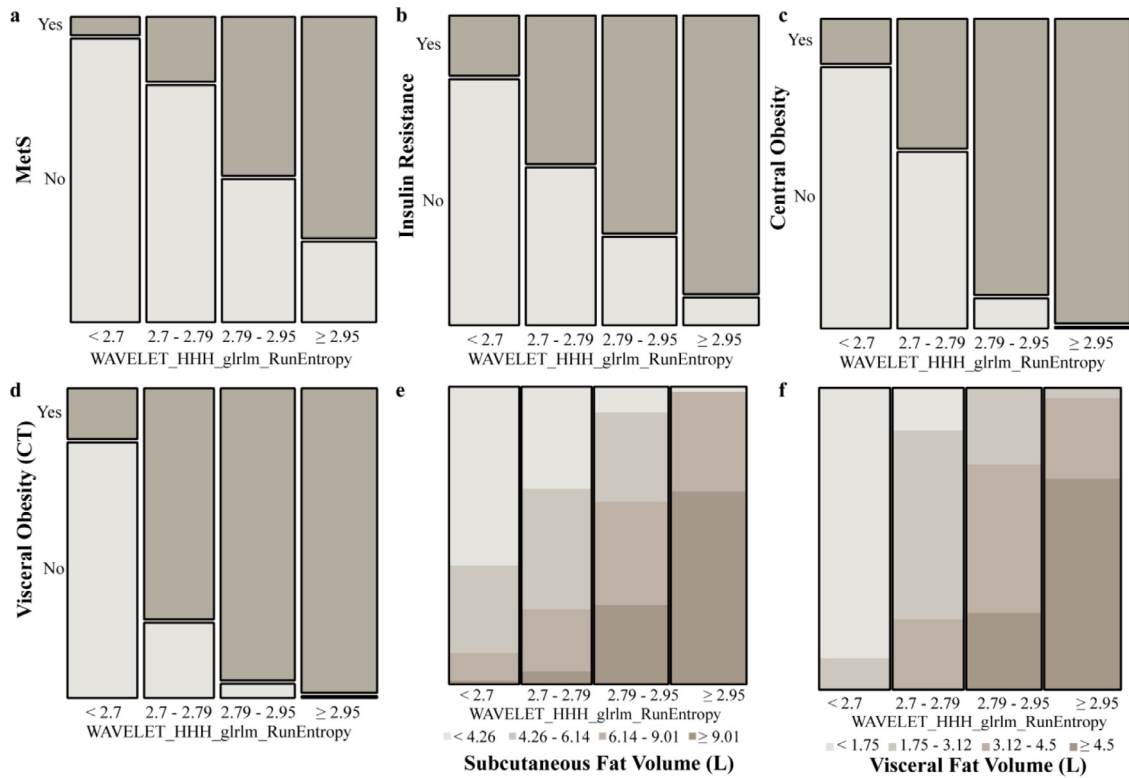 a
Yes
No
MetS
< 2.7
2.7 - 2.79
2.79 - 2.95
≥ 2.95
WAVELET_HHH_glrlm_RunEntropy
b
Yes
No
Insulin Resistance
< 2.7
2.7 - 2.79
2.79 - 2.95
≥ 2.95
WAVELET_HHH_glrlm_RunEntropy
c
Yes
No
Central Obesity
< 2.7
2.7 - 2.79
2.79 - 2.95
≥ 2.95
WAVELET_HHH_glrlm_RunEntropy
d
Yes
No
Visceral Obesity (CT)
< 2.7
2.7 - 2.79
2.79 - 2.95
≥ 2.95
WAVELET_HHH_glrlm_RunEntropy
e
< 2.7
2.7 - 2.79
2.79 - 2.95
≥ 2.95
WAVELET_HHH_glrlm_RunEntropy
< 4.26 4.26 - 6.14 6.14 - 9.01 ≥ 9.01
Subcutaneous Fat Volume (L)
f
< 2.7
2.7 - 2.79
2.79 - 2.95
≥ 2.95
WAVELET_HHH_glrlm_RunEntropy
< 1.75 1.75 - 3.12 3.12 - 4.5 ≥ 4.5
Visceral Fat Volume (L)